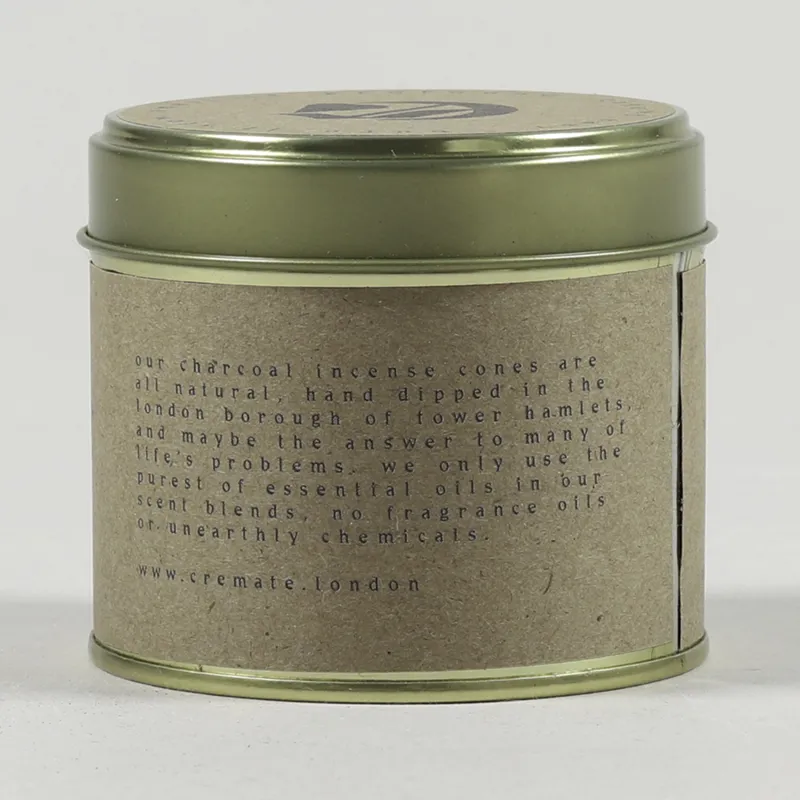 our charcoal incense cones are
all natural, hand dipped in the
london borough of tower hamlets,
and maybe the answer to many of
life's problems. we only use the
purest of essential oils in our
scent blends, no fragrance oils
or unearthly chemicals.
www.cremate.london